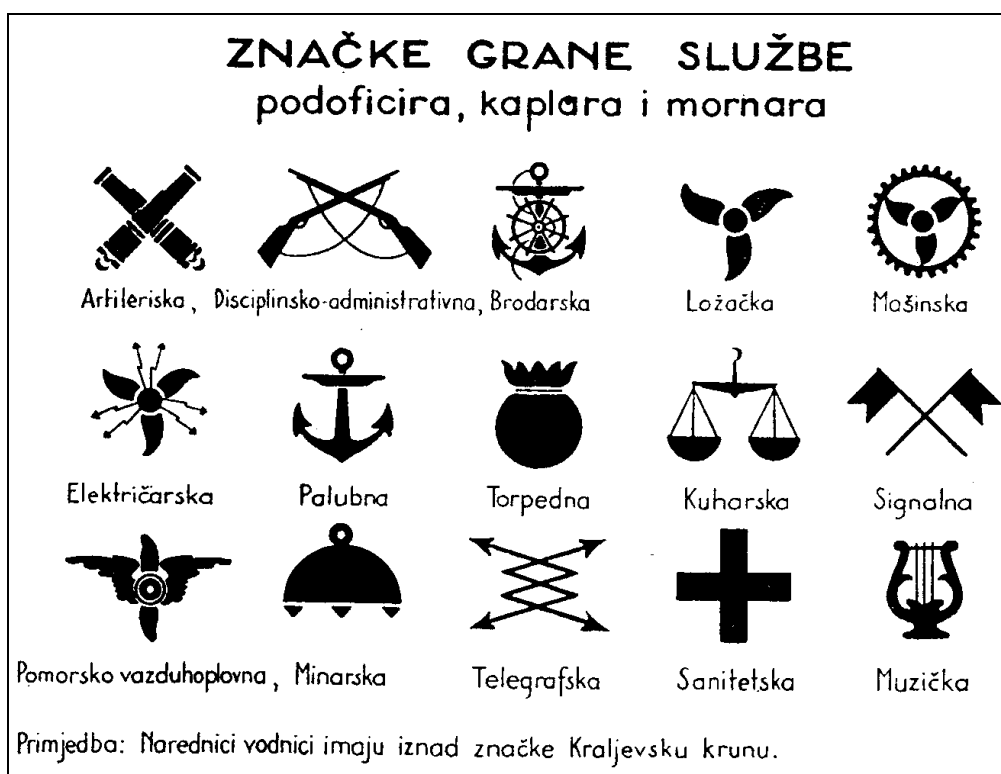 ZNAČKE GRANE SLUŽBE
podoficira, kaplara i mornara
Artileriska, Disciplinsko-administrativna, Brodarska Ložačka Mašinska
Električarska Palubna Torpedna Kuharska Signalna
Pomorsko vazduhoplovna, Minarska Telegrafska Sanitetska Muzička
Primjedba: Narednici vodnici imaju iznad značke Kraljevsku krunu.